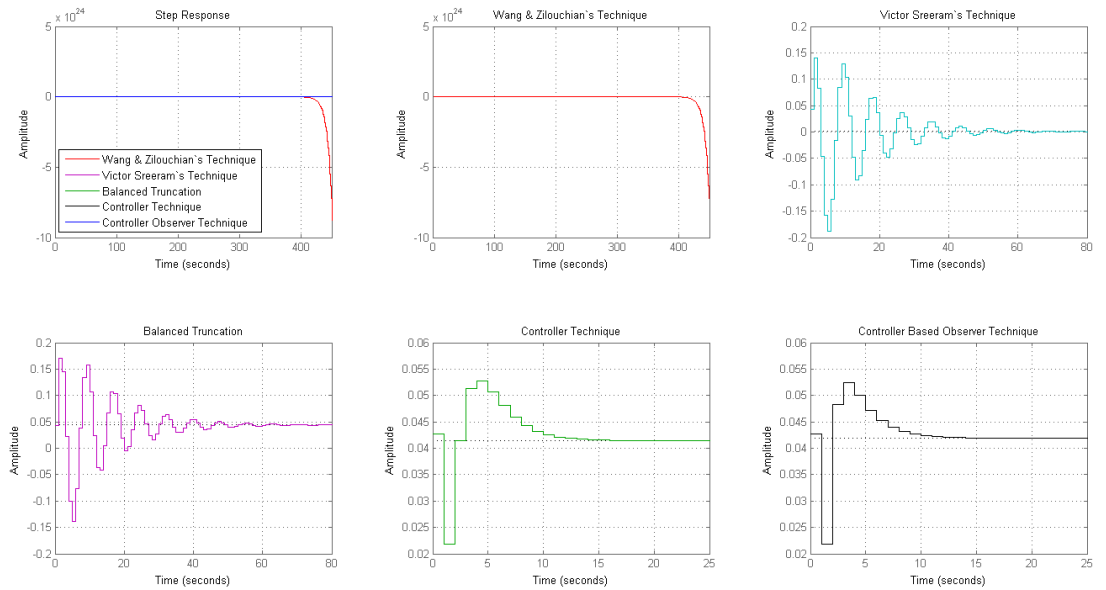 Step Response
x 10^24
5
0
-5
-10
0 100 200 300 400
Amplitude
Time (seconds)
Wang & Zilouchian`s Technique
Victor Sreeram`s Technique
Balanced Truncation
Controller Technique
Controller Observer Technique
Wang & Zilouchian`s Technique
x 10^24
5
0
-5
-10
0 100 200 300 400
Amplitude
Time (seconds)
Victor Sreeram`s Technique
0.2
0.15
0.1
0.05
0
-0.05
-0.1
-0.15
-0.2
0 20 40 60 80
Amplitude
Time (seconds)
Balanced Truncation
0.2
0.15
0.1
0.05
0
-0.05
-0.1
-0.15
-0.2
0 20 40 60 80
Amplitude
Time (seconds)
Controller Technique
0.06
0.055
0.05
0.045
0.04
0.035
0.03
0.025
0.02
0 5 10 15 20 25
Amplitude
Time (seconds)
Controller Based Observer Technique
0.06
0.055
0.05
0.045
0.04
0.035
0.03
0.025
0.02
0 5 10 15 20 25
Amplitude
Time (seconds)